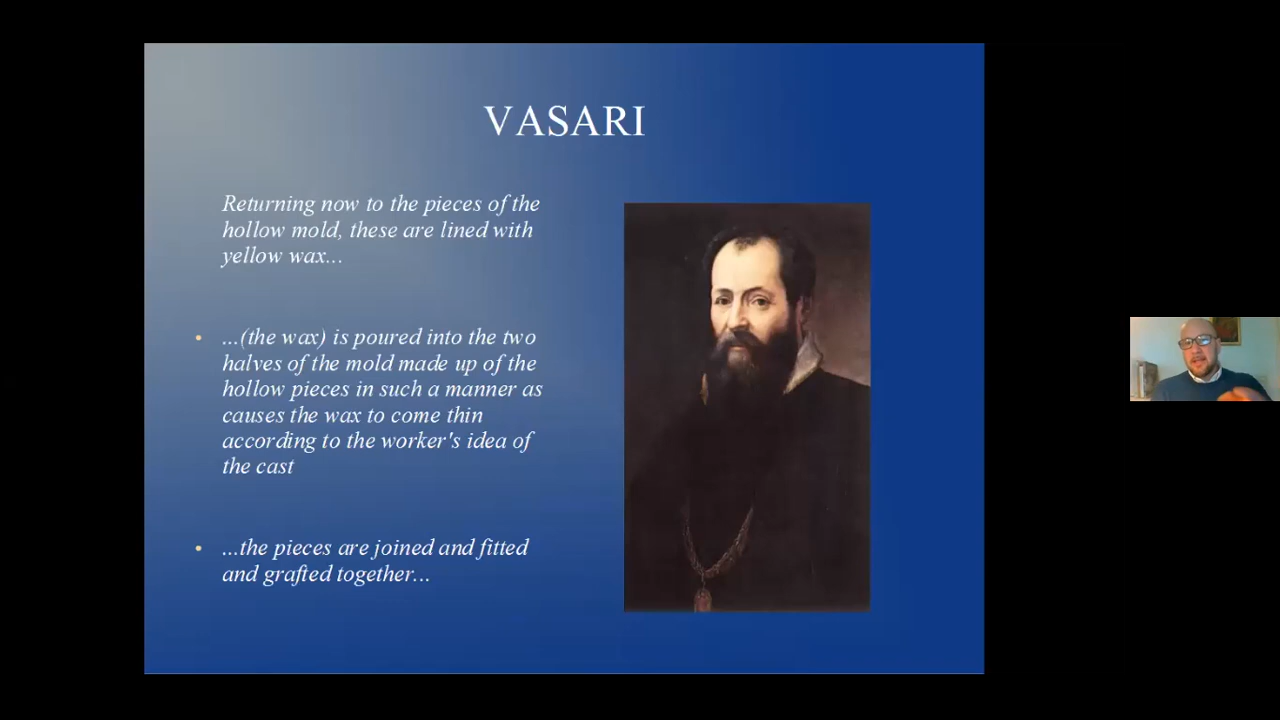 VASARI
Returning now to the pieces of the
hollow mold, these are lined with
yellow wax...
...(the wax) is poured into the two
halves of the mold made up of the
hollow pieces in such a manner as
causes the wax to come thin
according to the worker's idea of
the cast
...the pieces are joined and fitted
and grafted together...